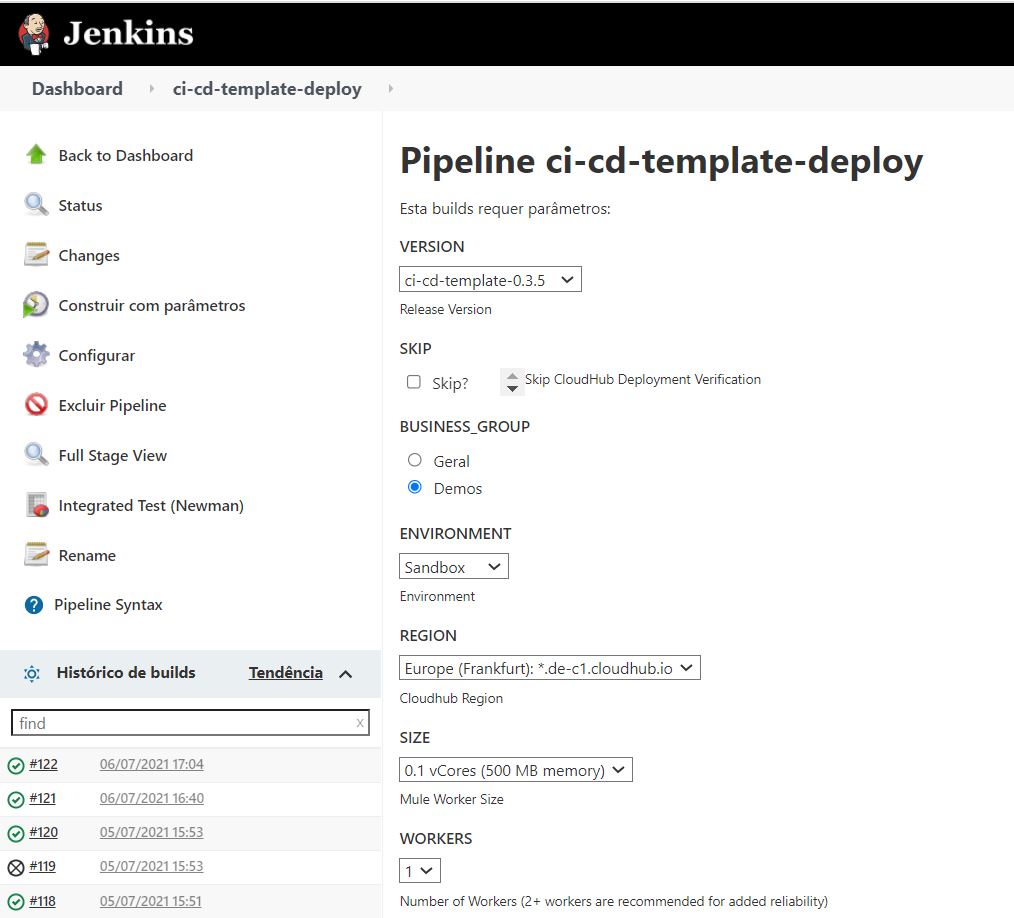 Jenkins
Dashboard
ci-cd-template-deploy
Back to Dashboard
Status
Changes
Construir com parâmetros
Configurar
Excluir Pipeline
Full Stage View
Integrated Test (Newman)
Rename
? Pipeline Syntax
Histórico de builds Tendência
find x
#122 06/07/2021 17:04
#121 06/07/2021 16:40
#120 05/07/2021 15:53
#119 05/07/2021 15:53
#118 05/07/2021 15:51
Pipeline ci-cd-template-deploy
Esta builds requer parâmetros:
VERSION
ci-cd-template-0.3.5
Release Version
SKIP
Skip? Skip CloudHub Deployment Verification
BUSINESS_GROUP
Geral
Demos
ENVIRONMENT
Sandbox
Environment
REGION
Europe (Frankfurt): *.de-c1.cloudhub.io
Cloudhub Region
SIZE
0.1 vCores (500 MB memory)
Mule Worker Size
WORKERS
1
Number of Workers (2+ workers are recommended for added reliability)